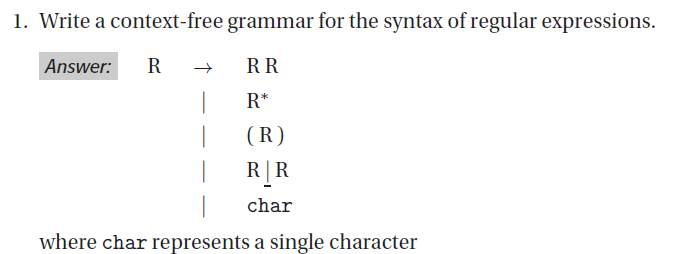 1. Write a context-free grammar for the syntax of regular expressions.
Answer: R → R R
| R*
| ( R )
| R | R
| char
where char represents a single character